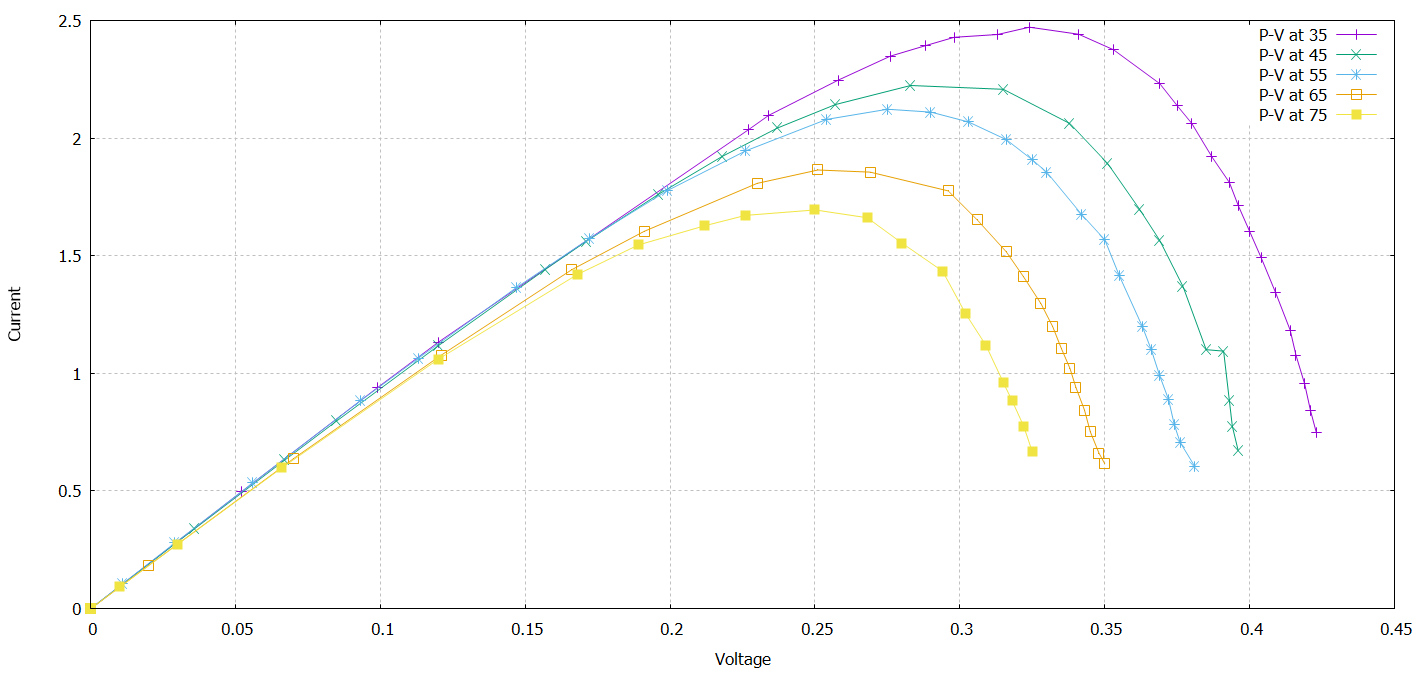 2.5
2
1.5
1
0.5
0
Current
0 0.05 0.1 0.15 0.2 0.25 0.3 0.35 0.4 0.45
Voltage
P-V at 35
P-V at 45
P-V at 55
P-V at 65
P-V at 75